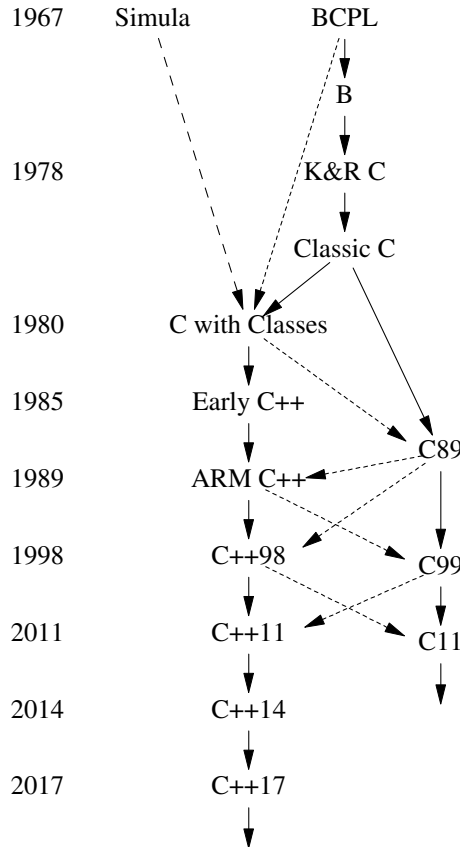 1967 Simula BCPL
B
1978 K&R C
Classic C
1980 C with Classes
1985 Early C++
C89
1989 ARM C++
1998 C++98
C99
2011 C++11
C11
2014 C++14
2017 C++17